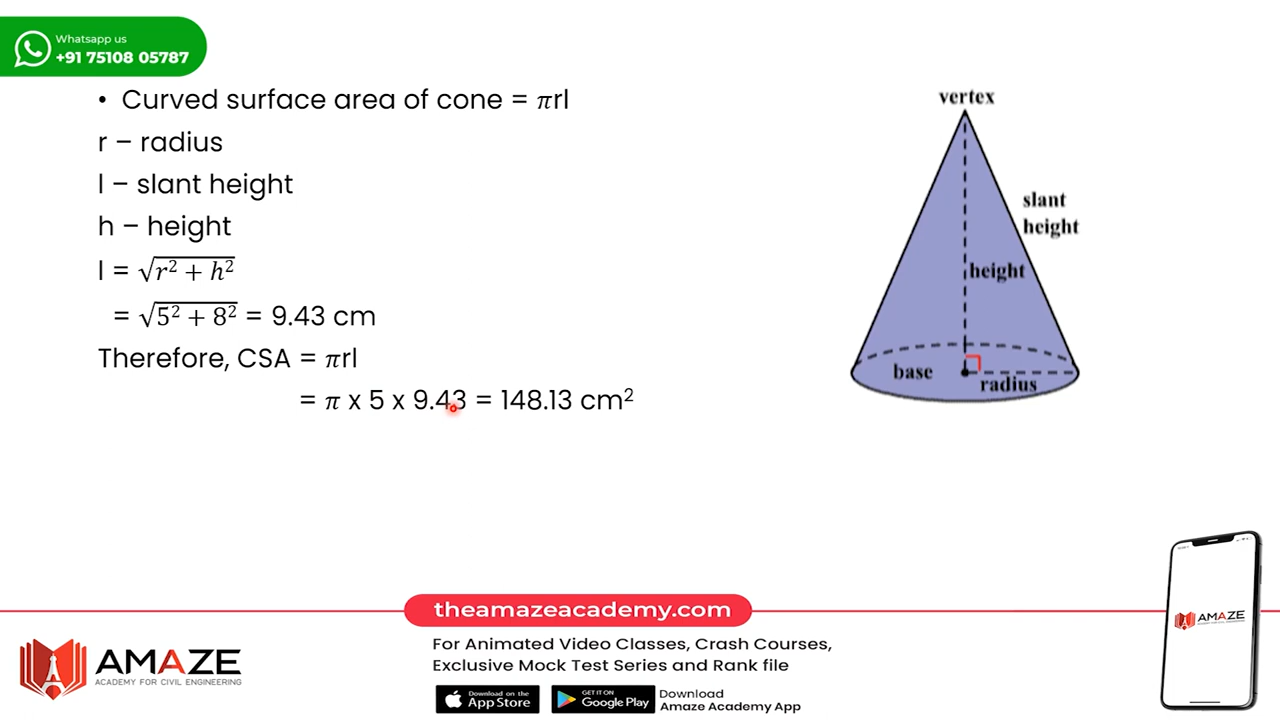 Whatsapp us
+91 75108 05787
• Curved surface area of cone = 𝜋rl
r – radius
l – slant height
h – height
l = √(r² + h²)
= √(5² + 8²) = 9.43 cm
Therefore, CSA = 𝜋rl
= 𝜋 x 5 x 9.43 = 148.13 cm²
vertex
slant
height
height
base
radius
theamazeacademy.com
AMAZE
ACADEMY FOR CIVIL ENGINEERING
For Animated Video Classes, Crash Courses,
Exclusive Mock Test Series and Rank file
Download on the
App Store
GET IT ON
Google Play
Download
Amaze Academy App
AMAZE